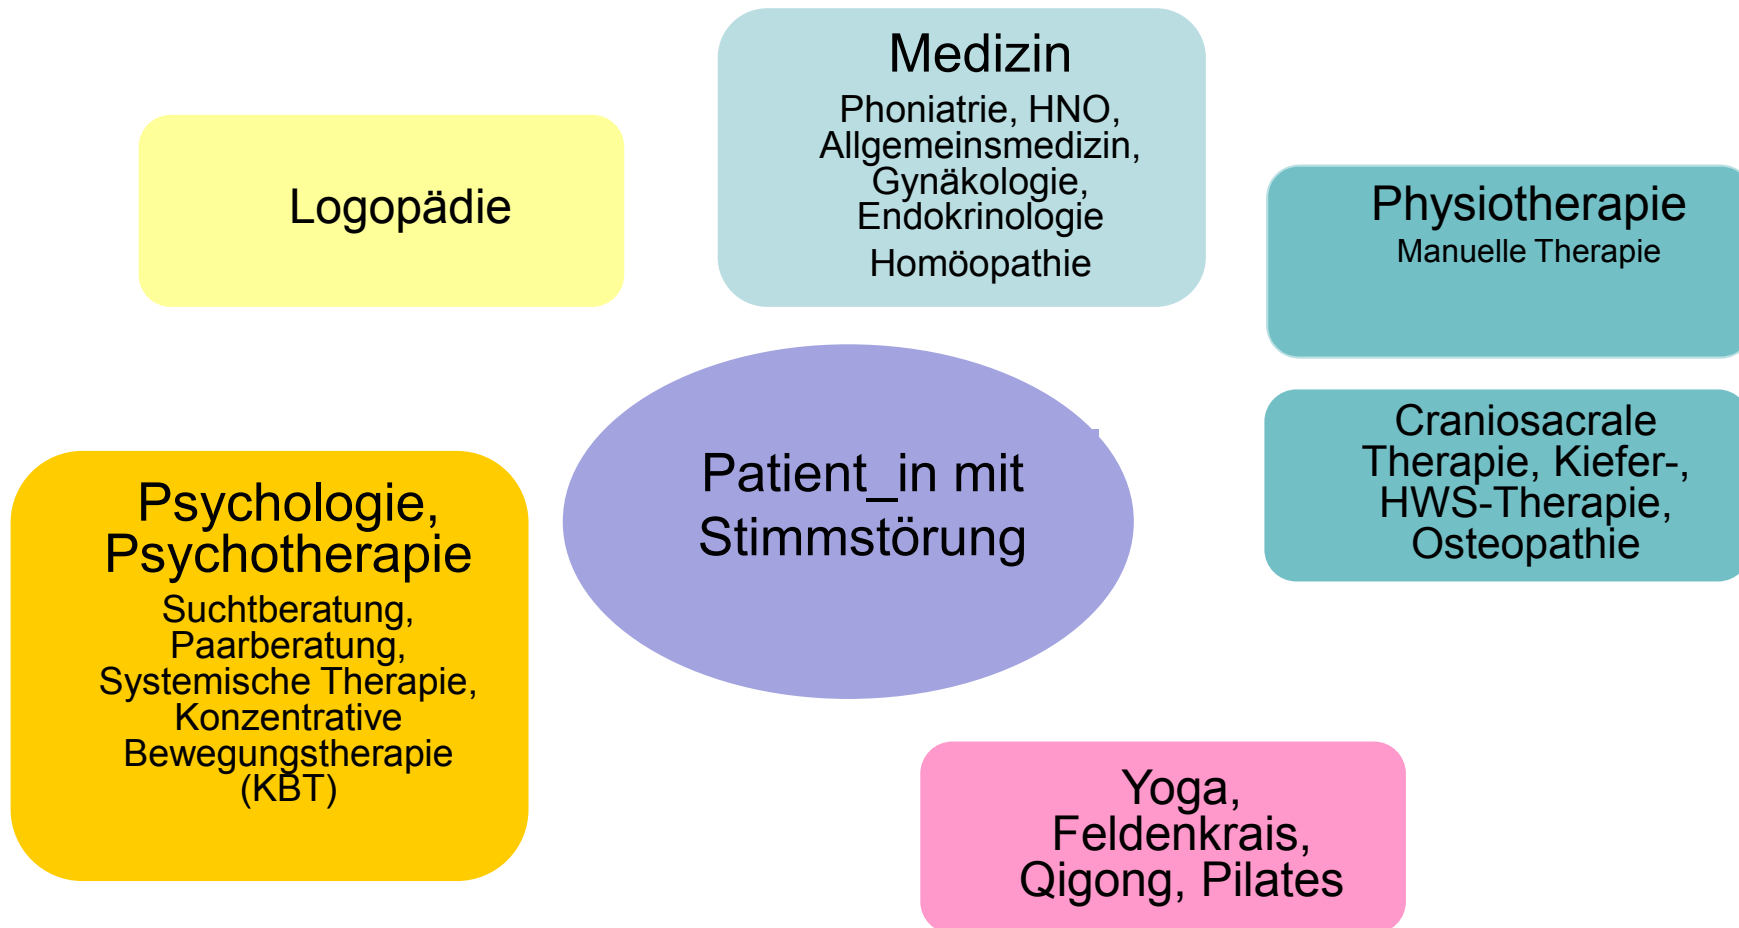 Medizin
Phoniatrie, HNO,
Allgemeinsmedizin,
Gynäkologie,
Endokrinologie
Homöopathie
Logopädie
Physiotherapie
Manuelle Therapie
Craniosacrale
Therapie, Kiefer-,
HWS-Therapie,
Osteopathie
Patient_in mit
Stimmstörung
Psychologie,
Psychotherapie
Suchtberatung,
Paarberatung,
Systemische Therapie,
Konzentrative
Bewegungstherapie
(KBT)
Yoga,
Feldenkrais,
Qigong, Pilates